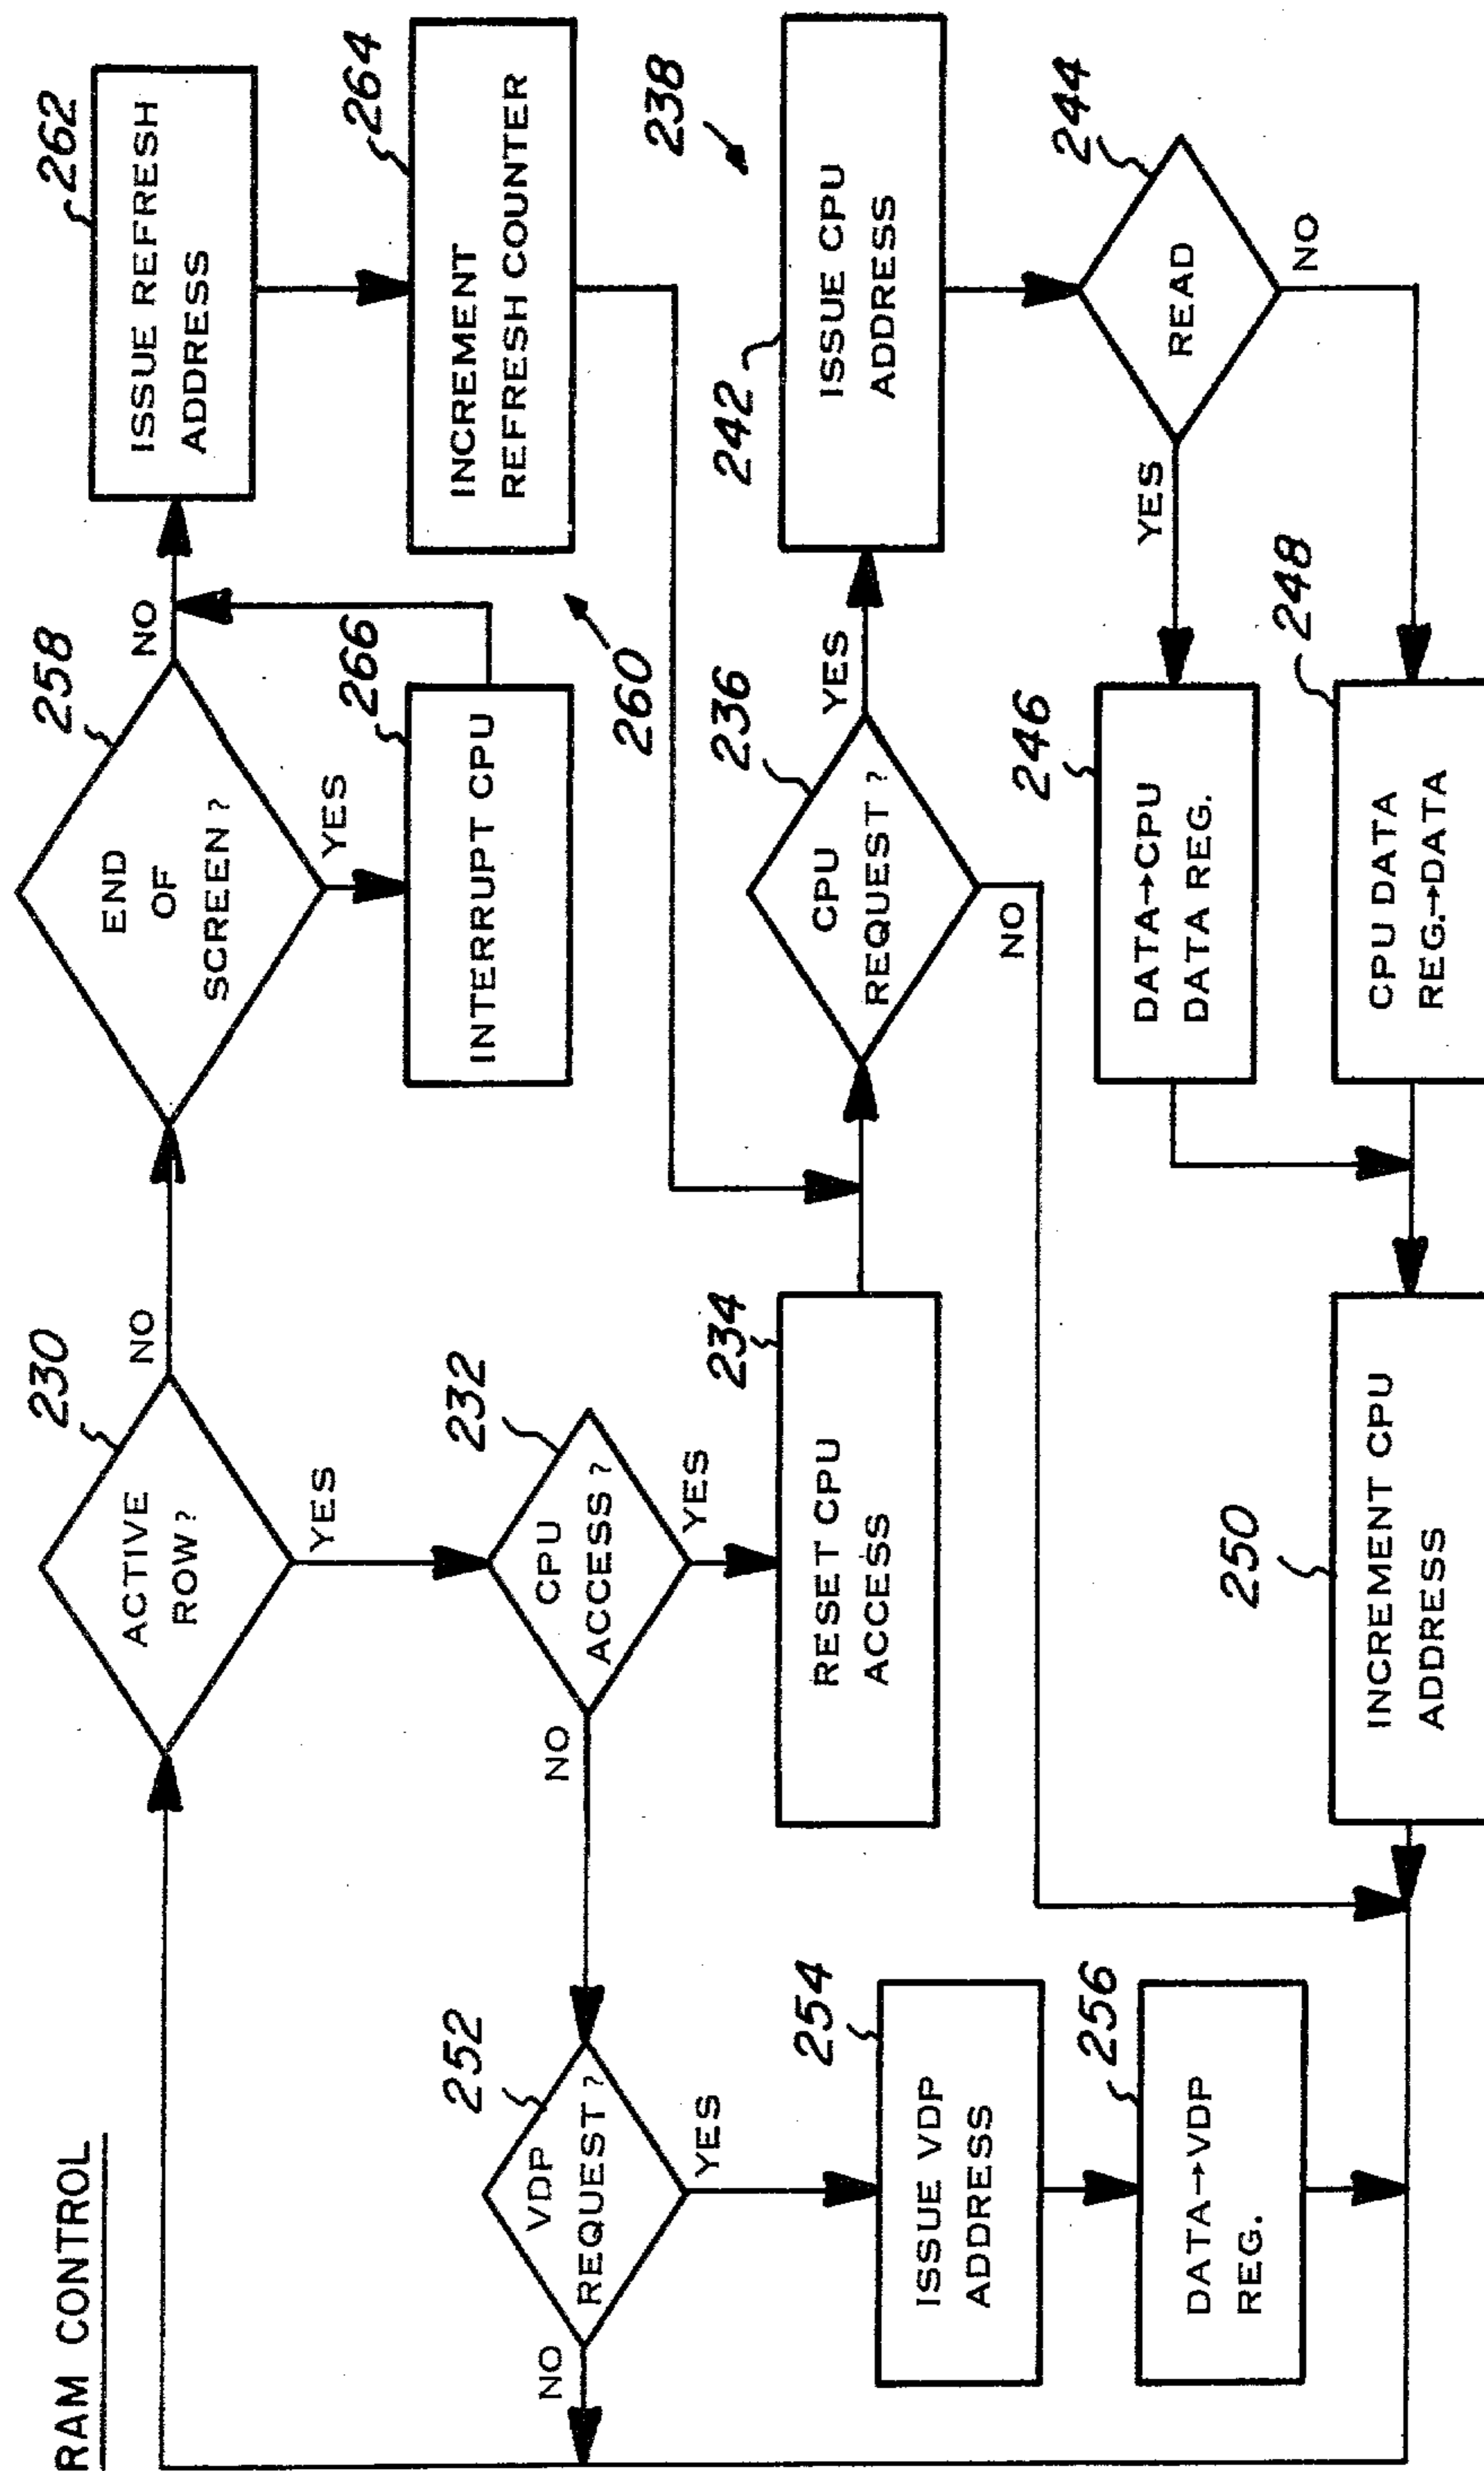 RAM CONTROL
230
ACTIVE
ROW?
NO
YES
258
END
OF
SCREEN?
NO
YES
262
ISSUE REFRESH
ADDRESS
266
INTERRUPT CPU
264
INCREMENT
REFRESH COUNTER
260
252
VDP
REQUEST?
NO
YES
232
CPU
ACCESS?
NO
YES
234
RESET CPU
ACCESS
236
CPU
REQUEST?
YES
NO
238
242
ISSUE CPU
ADDRESS
254
ISSUE VDP
ADDRESS
256
DATA→VDP
REG.
244
READ
YES
NO
246
DATA→CPU
DATA REG.
248
CPU DATA
REG.→DATA
250
INCREMENT CPU
ADDRESS